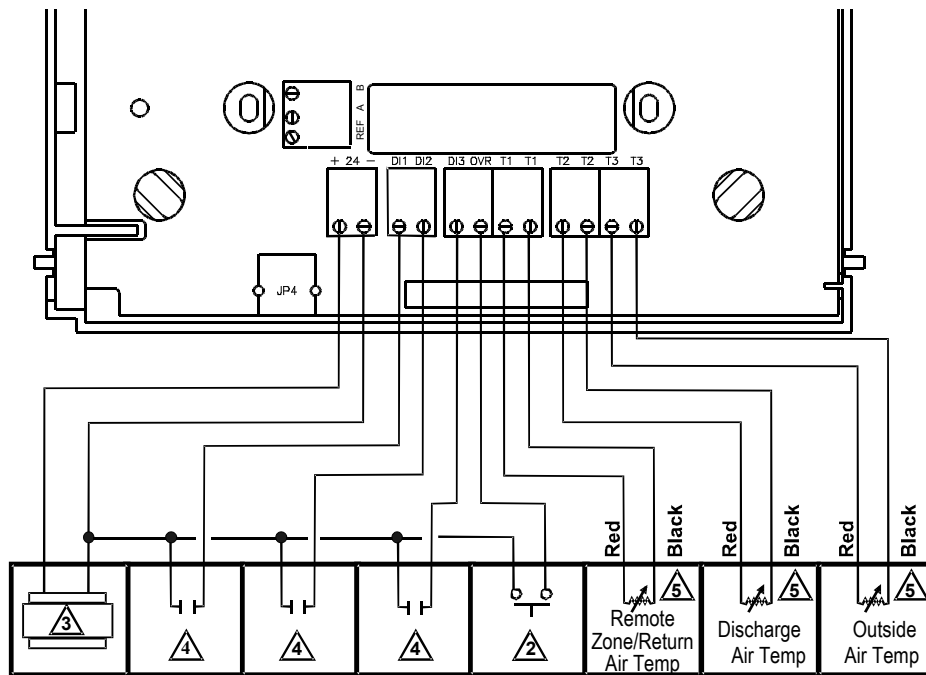 B
A
REF
+ 24 -
DI1 DI2
DI3 OVR T1 T1
T2 T2 T3 T3
JP4
Red
Black
Red
Black
Red
Black
3
4
4
4
2
5
Remote
Zone/Return
Air Temp
5
Discharge
Air Temp
5
Outside
Air Temp